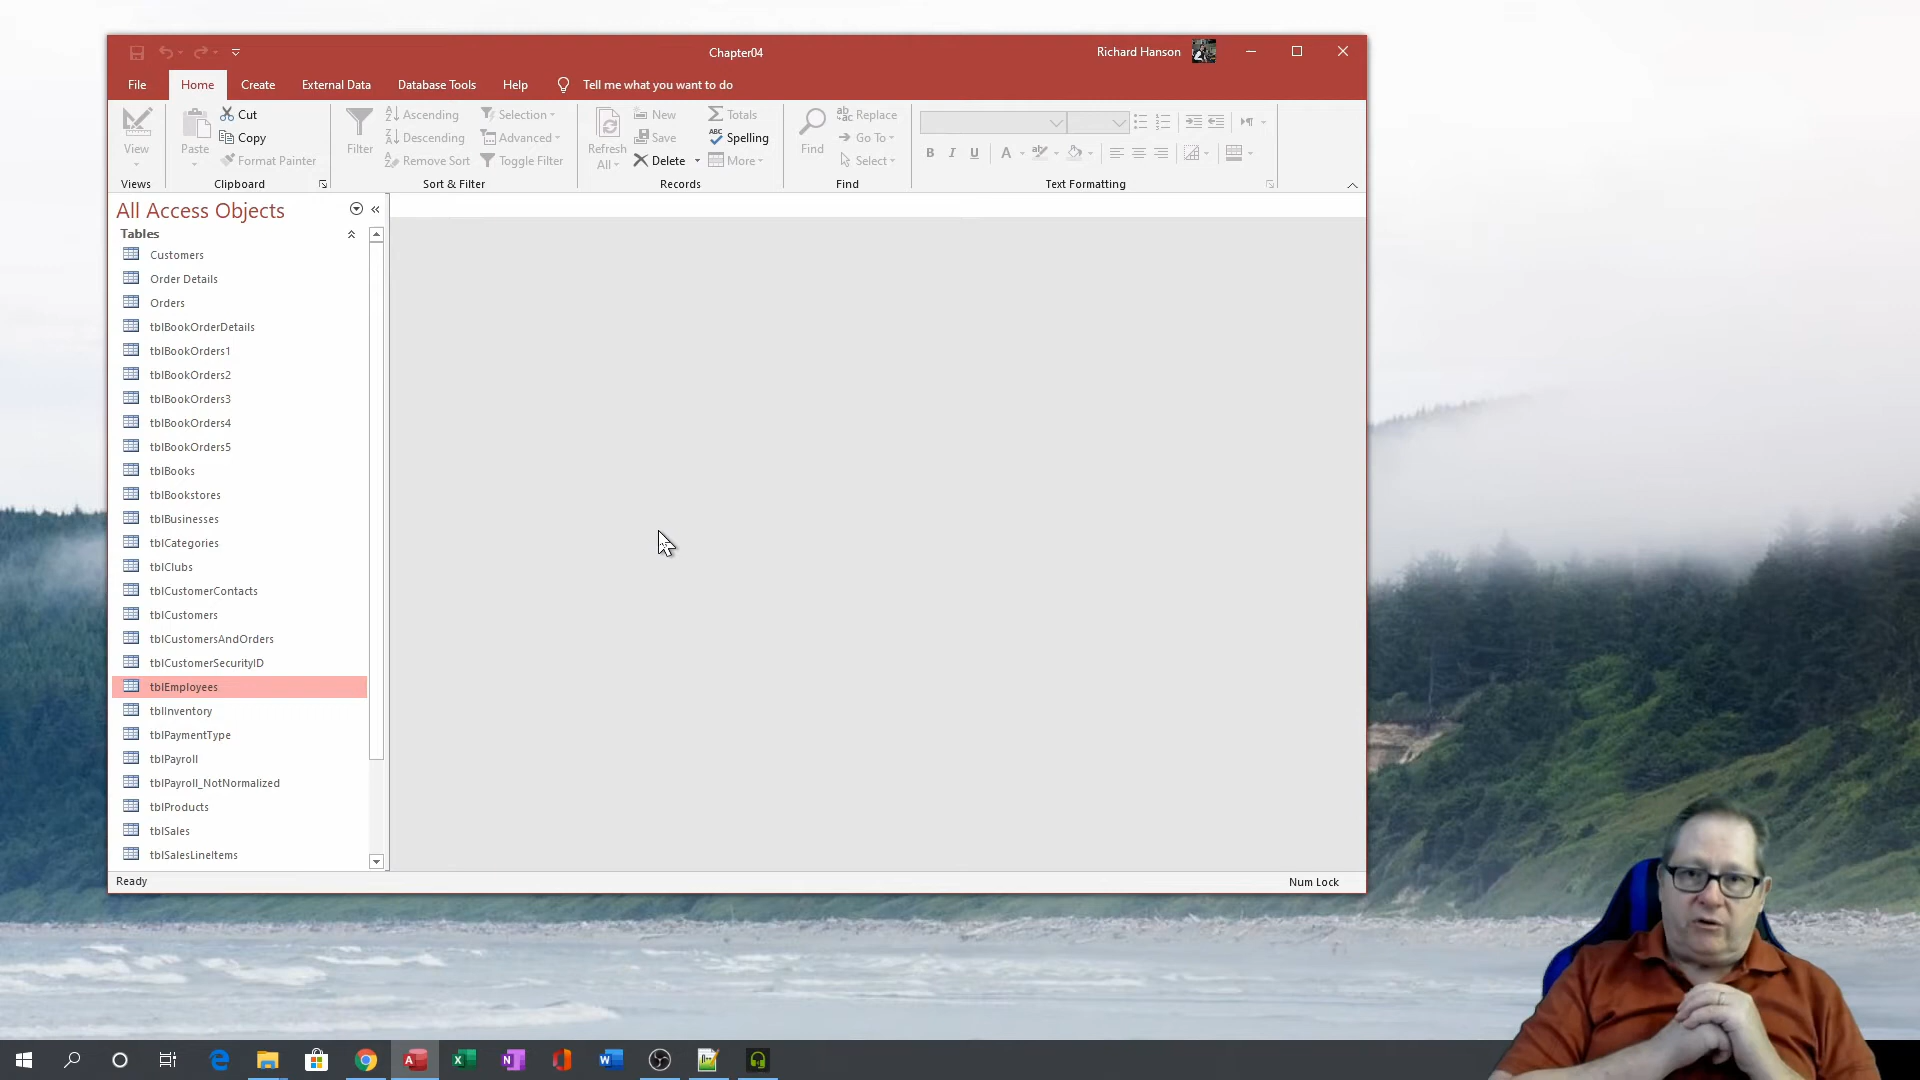 Chapter04
Richard Hanson
File Home Create External Data Database Tools Help Tell me what you want to do
View
Views
Paste
Cut
Copy
Format Painter
Clipboard
Filter
Ascending
Descending
Remove Sort
Selection
Advanced
Toggle Filter
Sort & Filter
Refresh
All
New
Save
Delete
Totals
Spelling
More
Records
Find
Replace
Go To
Select
Find
B I U A
Text Formatting
All Access Objects
Tables
Customers
Order Details
Orders
tblBookOrderDetails
tblBookOrders1
tblBookOrders2
tblBookOrders3
tblBookOrders4
tblBookOrders5
tblBooks
tblBookstores
tblBusinesses
tblCategories
tblClubs
tblCustomerContacts
tblCustomers
tblCustomersAndOrders
tblCustomerSecurityID
tblEmployees
tblInventory
tblPaymentType
tblPayroll
tblPayroll_NotNormalized
tblProducts
tblSales
tblSalesLineItems
Ready
Num Lock